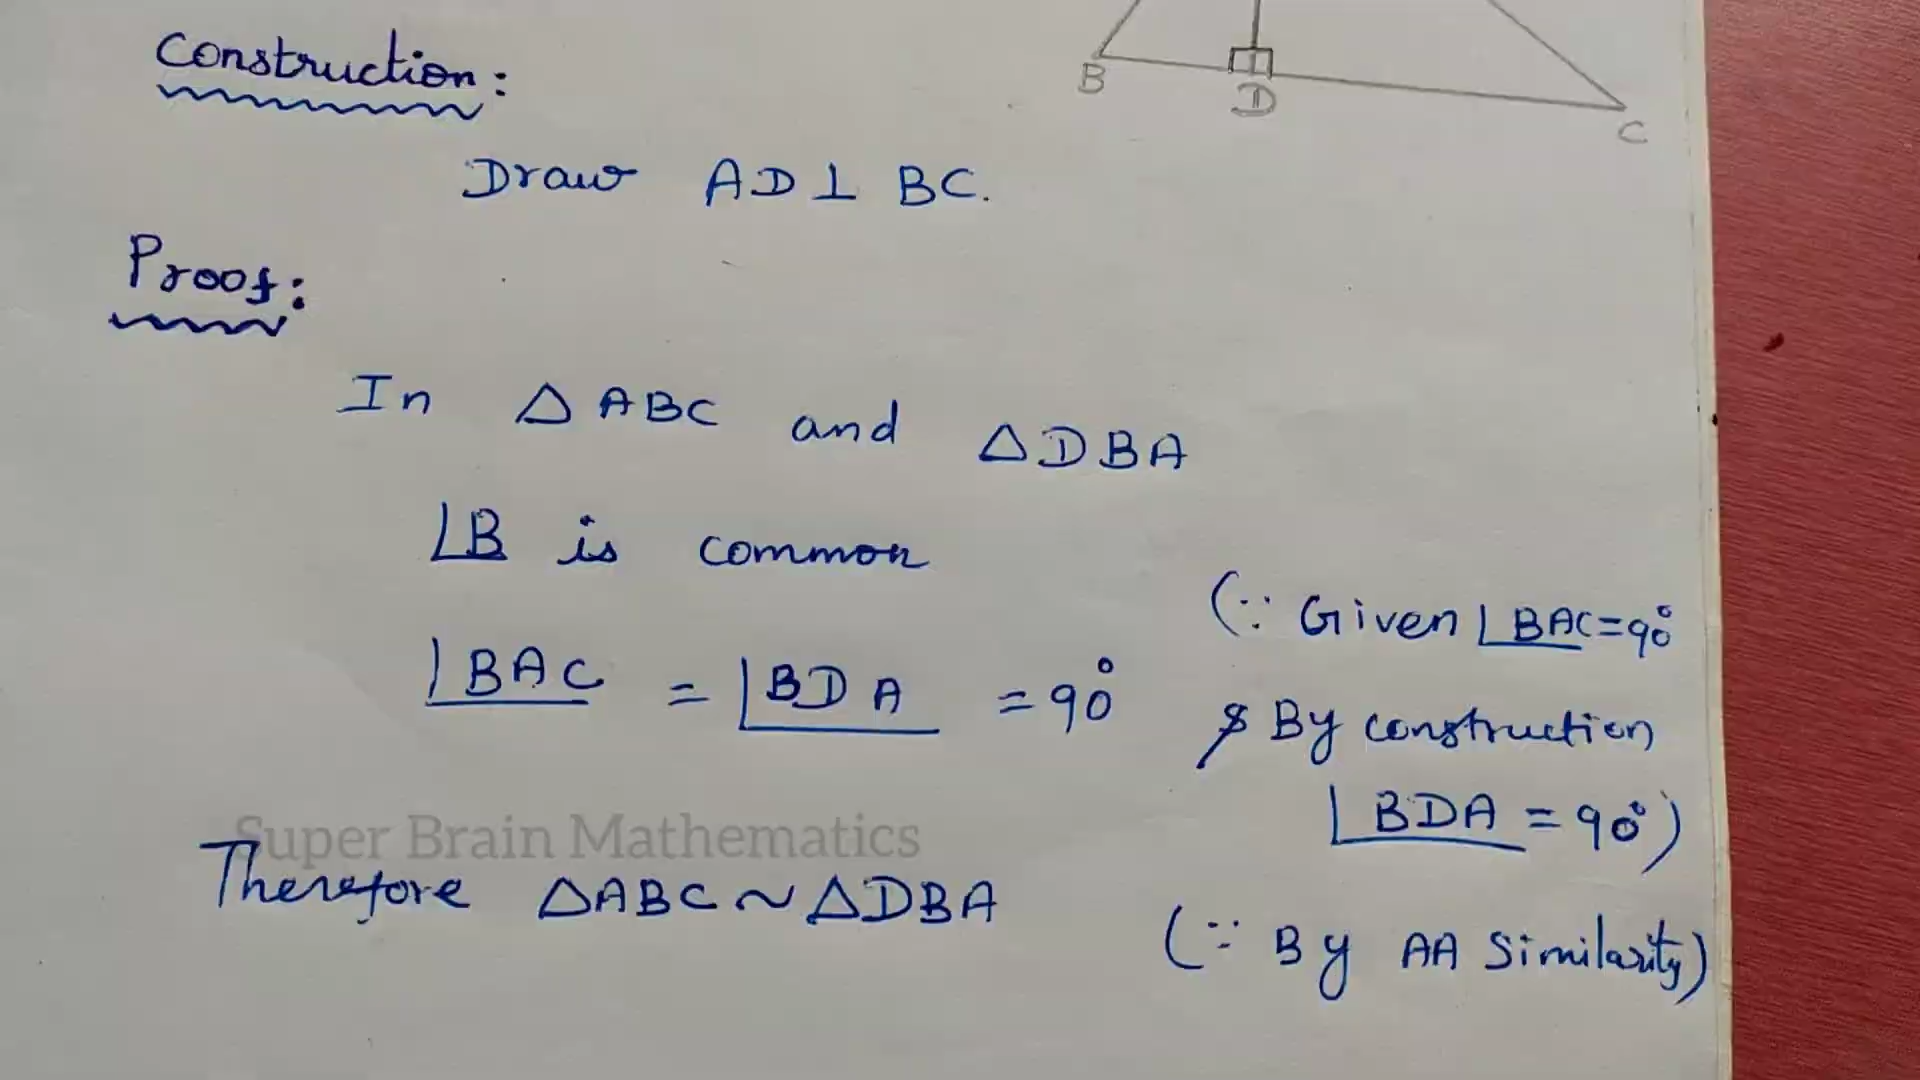 Construction:
B
D
C
Draw AD ⊥ BC.
Proof:
In △ ABC and △DBA
∠B is common
∠BAC = ∠BDA = 90°
(∵ Given ∠BAC=90°
& By construction
∠BDA = 90°)
Super Brain Mathematics
Therefore △ABC ~ △DBA
(∵ By AA Similarity)